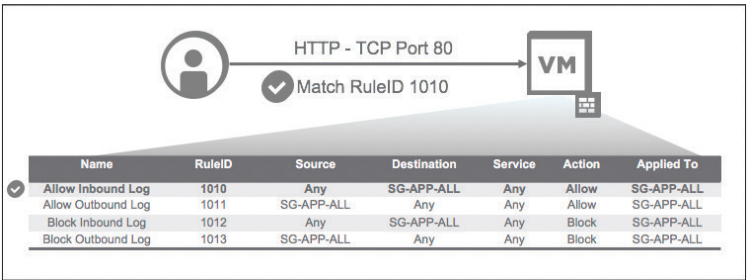 HTTP - TCP Port 80
Match RuleID 1010
VM
Name RuleID Source Destination Service Action Applied To
Allow Inbound Log 1010 Any SG-APP-ALL Any Allow SG-APP-ALL
Allow Outbound Log 1011 SG-APP-ALL Any Any Allow SG-APP-ALL
Block Inbound Log 1012 Any SG-APP-ALL Any Block SG-APP-ALL
Block Outbound Log 1013 SG-APP-ALL Any Any Block SG-APP-ALL